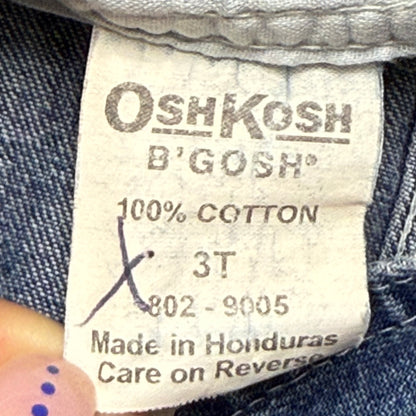 OSHKOSH
B'GOSH®
100% COTTON
3T
802 - 9005
Made in Honduras
Care on Reverse